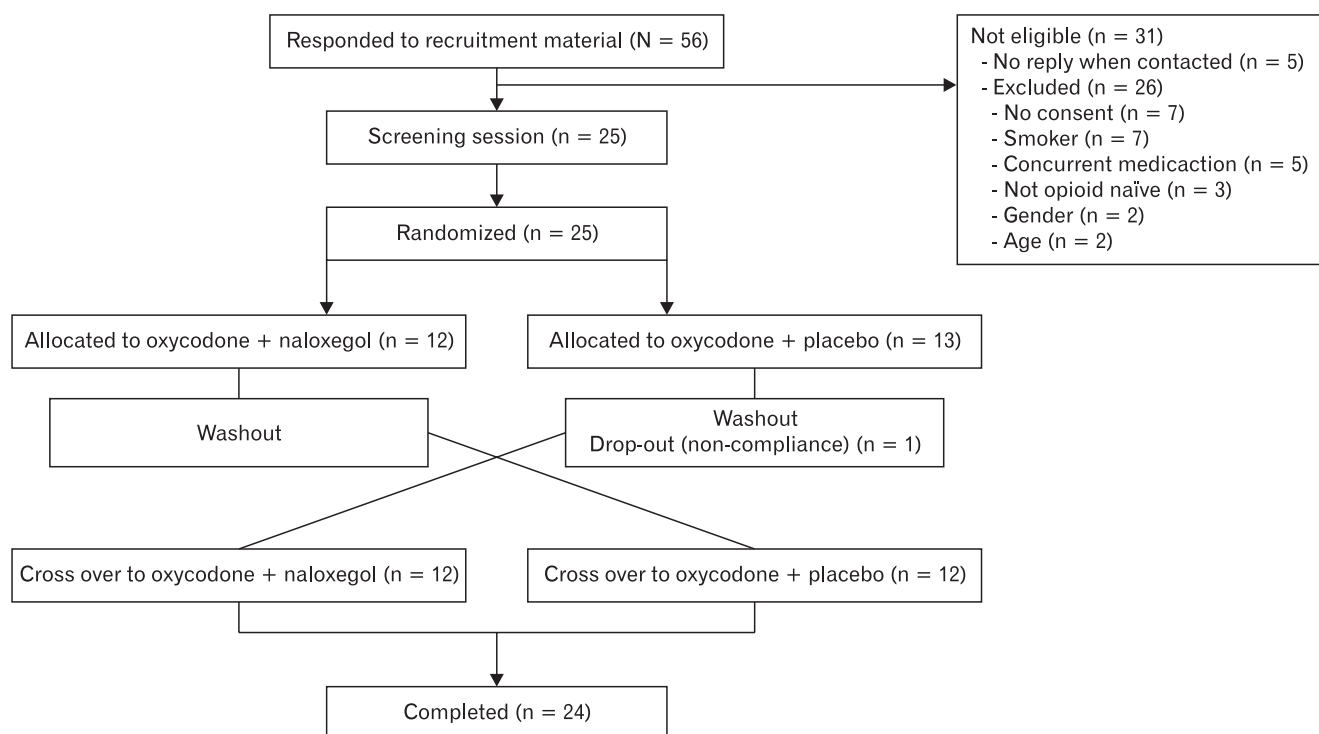 Responded to recruitment material (N = 56)
Not eligible (n = 31)
- No reply when contacted (n = 5)
- Excluded (n = 26)
- No consent (n = 7)
- Smoker (n = 7)
- Concurrent medicaction (n = 5)
- Not opioid naïve (n = 3)
- Gender (n = 2)
- Age (n = 2)
Screening session (n = 25)
Randomized (n = 25)
Allocated to oxycodone + naloxegol (n = 12)
Allocated to oxycodone + placebo (n = 13)
Washout
Washout
Drop-out (non-compliance) (n = 1)
Cross over to oxycodone + naloxegol (n = 12)
Cross over to oxycodone + placebo (n = 12)
Completed (n = 24)